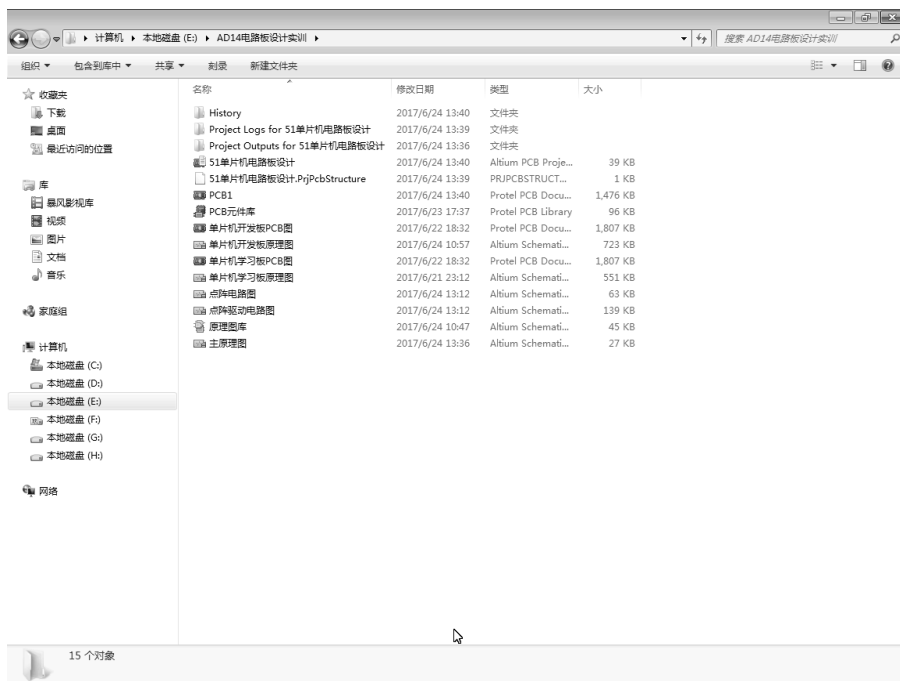 计算机 ▸ 本地磁盘 (E:) ▸ AD14电路板设计实训 ▸ 搜索 AD14电路板设计实训
组织 包含到库中 共享 刻录 新建文件夹
名称 修改日期 类型 大小
收藏夹
下载
桌面
最近访问的位置
库
暴风影视库
视频
图片
文档
音乐
家庭组
计算机
本地磁盘 (C:)
本地磁盘 (D:)
本地磁盘 (E:)
本地磁盘 (F:)
本地磁盘 (G:)
本地磁盘 (H:)
网络
History 2017/6/24 13:40 文件夹
Project Logs for 51单片机电路板设计 2017/6/24 13:39 文件夹
Project Outputs for 51单片机电路板设计 2017/6/24 13:36 文件夹
51单片机电路板设计 2017/6/24 13:40 Altium PCB Proje... 39 KB
51单片机电路板设计.PrjPcbStructure 2017/6/24 13:39 PRJPCBSTRUCT... 1 KB
PCB1 2017/6/24 13:40 Protel PCB Docu... 1,476 KB
PCB元件库 2017/6/23 17:37 Protel PCB Library 96 KB
单片机开发板PCB图 2017/6/22 18:32 Protel PCB Docu... 1,807 KB
单片机开发板原理图 2017/6/24 10:57 Altium Schemati... 723 KB
单片机学习板PCB图 2017/6/22 18:32 Protel PCB Docu... 1,807 KB
单片机学习板原理图 2017/6/21 23:12 Altium Schemati... 551 KB
点阵电路图 2017/6/24 13:12 Altium Schemati... 63 KB
点阵驱动电路图 2017/6/24 13:12 Altium Schemati... 139 KB
原理图库 2017/6/24 10:47 Altium Schemati... 45 KB
主原理图 2017/6/24 13:36 Altium Schemati... 27 KB
15 个对象